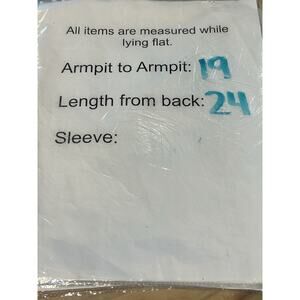 All items are measured while
lying flat.
Armpit to Armpit: 19
Length from back: 24
Sleeve: